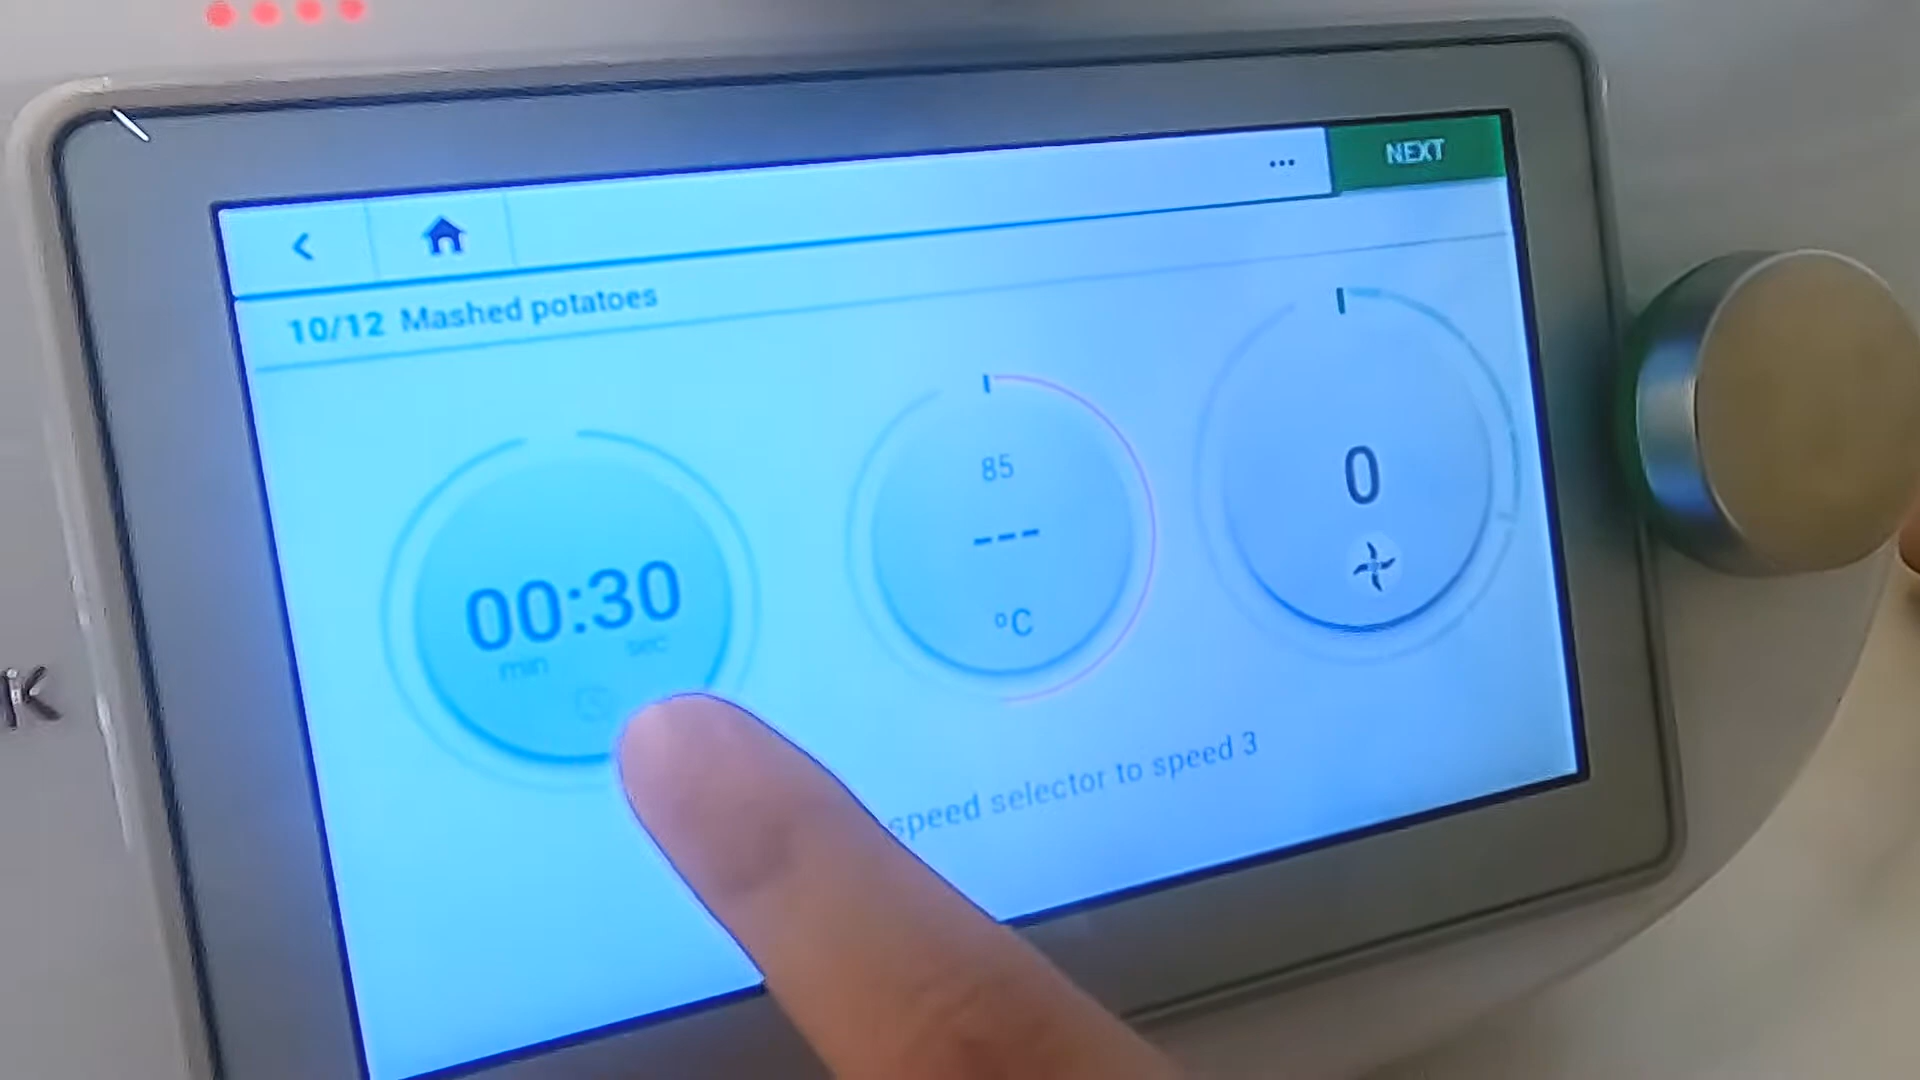 NEXT
10/12 Mashed potatoes
00:30
min sec
85
---
°C
0
speed selector to speed 3
K